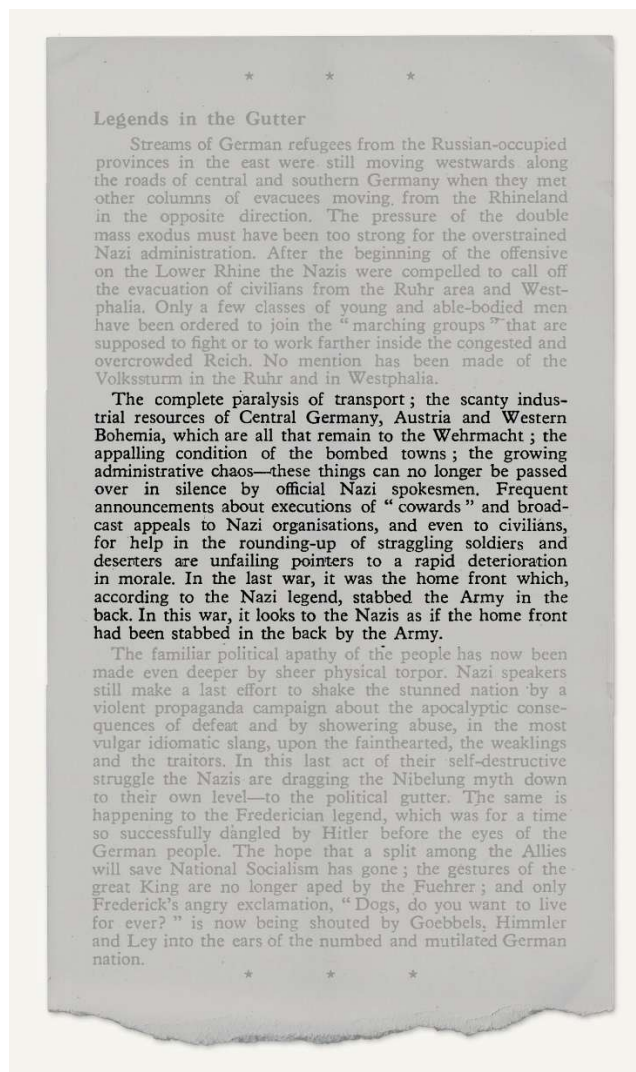 * * *
Legends in the Gutter
Streams of German refugees from the Russian-occupied
provinces in the east were still moving westwards along
the roads of central and southern Germany when they met
other columns of evacuees moving from the Rhineland
in the opposite direction. The pressure of the double
mass exodus must have been too strong for the overstrained
Nazi administration. After the beginning of the offensive
on the Lower Rhine the Nazis were compelled to call off
the evacuation of civilians from the Ruhr area and West-
phalia. Only a few classes of young and able-bodied men
have been ordered to join the “ marching groups ” that are
supposed to fight or to work farther inside the congested and
overcrowded Reich. No mention has been made of the
Volkssturm in the Ruhr and in Westphalia.
The complete paralysis of transport ; the scanty indus-
trial resources of Central Germany, Austria and Western
Bohemia, which are all that remain to the Wehrmacht ; the
appalling condition of the bombed towns ; the growing
administrative chaos—these things can no longer be passed
over in silence by official Nazi spokesmen. Frequent
announcements about executions of “ cowards ” and broad-
cast appeals to Nazi organisations, and even to civilians,
for help in the rounding-up of straggling soldiers and
deserters are unfailing pointers to a rapid deterioration
in morale. In the last war, it was the home front which,
according to the Nazi legend, stabbed the Army in the
back. In this war, it looks to the Nazis as if the home front
had been stabbed in the back by the Army.
The familiar political apathy of the people has now been
made even deeper by sheer physical torpor. Nazi speakers
still make a last effort to shake the stunned nation by a
violent propaganda campaign about the apocalyptic conse-
quences of defeat and by showering abuse, in the most
vulgar idiomatic slang, upon the fainthearted, the weaklings
and the traitors. In this last act of their self-destructive
struggle the Nazis are dragging the Nibelung myth down
to their own level—to the political gutter. The same is
happening to the Frederician legend, which was for a time
so successfully dangled by Hitler before the eyes of the
German people. The hope that a split among the Allies
will save National Socialism has gone ; the gestures of the
great King are no longer aped by the Fuehrer ; and only
Frederick’s angry exclamation, “ Dogs, do you want to live
for ever? ” is now being shouted by Goebbels, Himmler
and Ley into the ears of the numbed and mutilated German
nation.
* * *